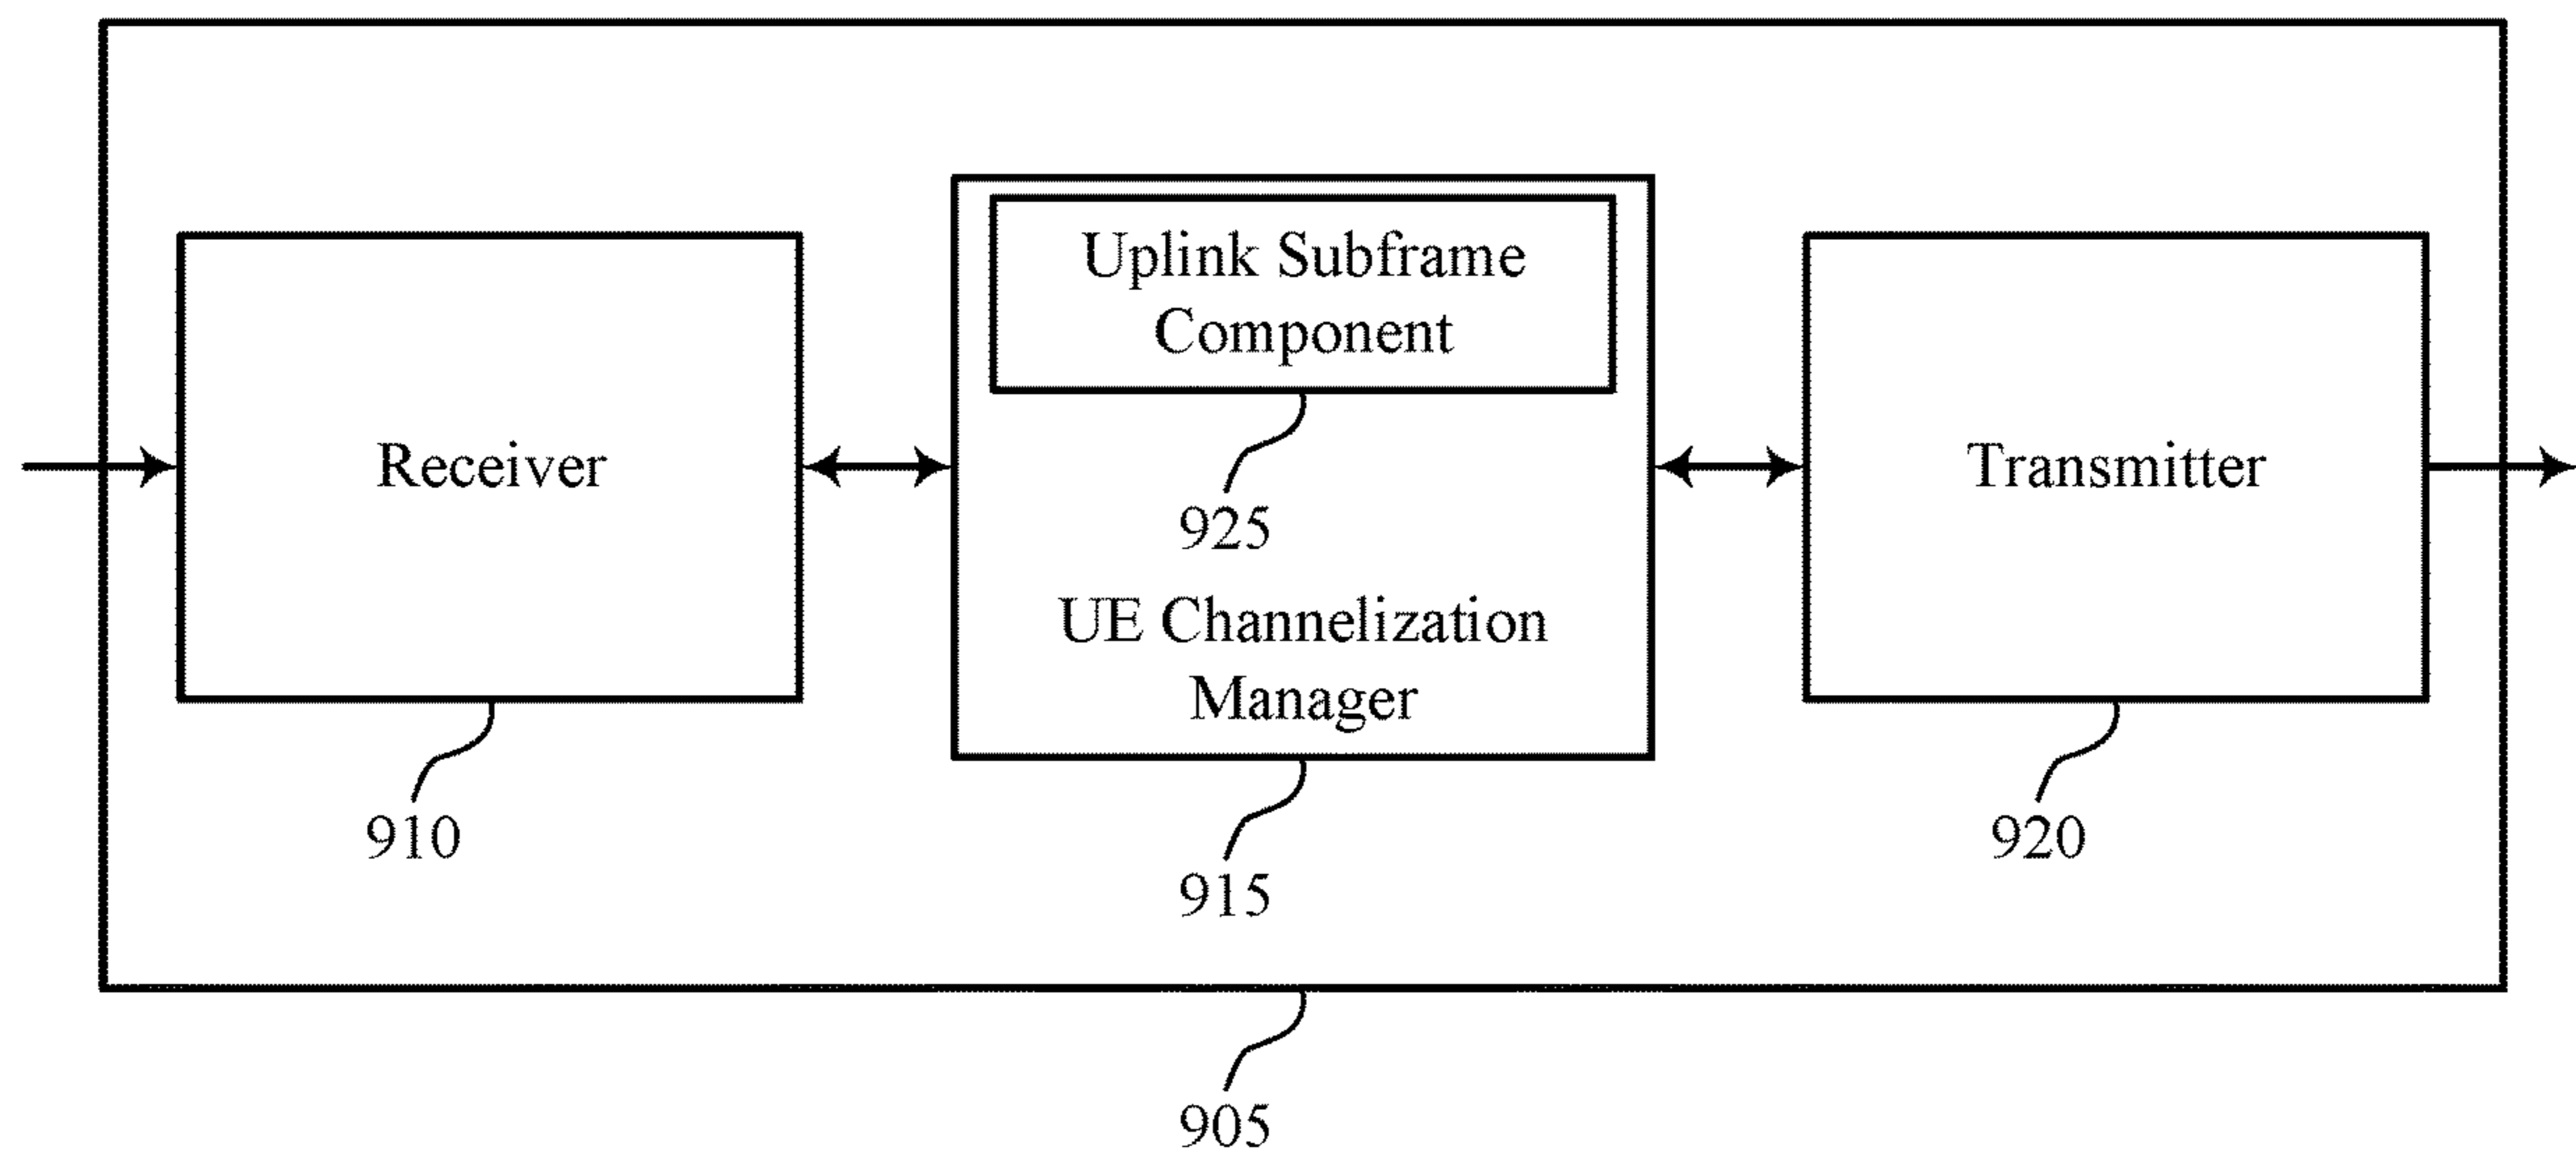 Uplink Subframe
Component
Receiver
Transmitter
925
UE Channelization
Manager
910
920
915
905